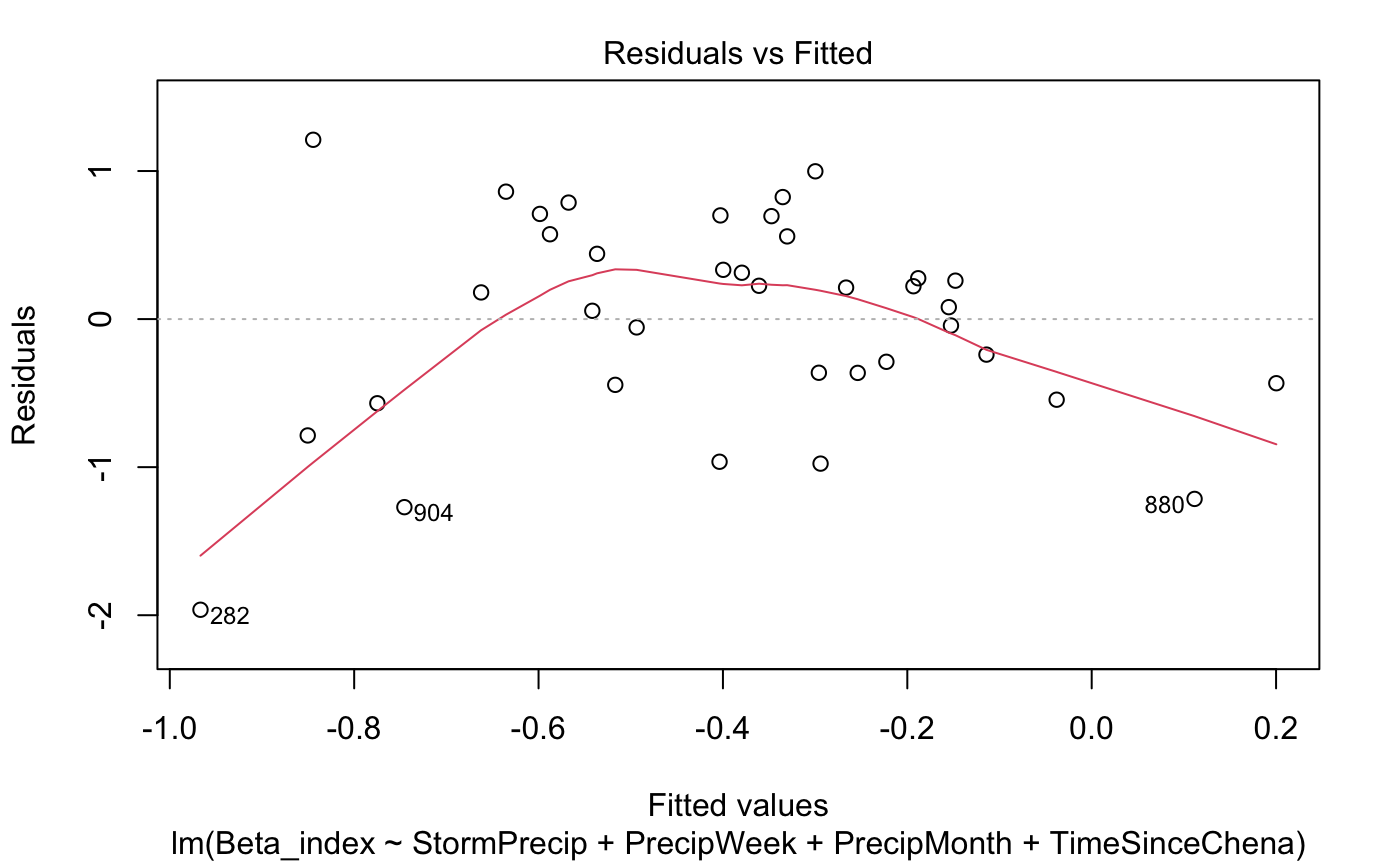 Residuals vs Fitted
Residuals
1
0
-1
-2
904
880
282
-1.0 -0.8 -0.6 -0.4 -0.2 0.0 0.2
Fitted values
lm(Beta_index ~ StormPrecip + PrecipWeek + PrecipMonth + TimeSinceChena)